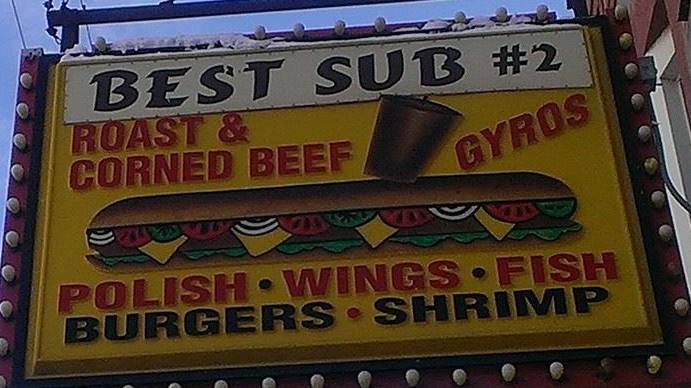 BEST SUB #2
ROAST &
CORNED BEEF
GYROS
POLISH • WINGS • FISH
BURGERS • SHRIMP